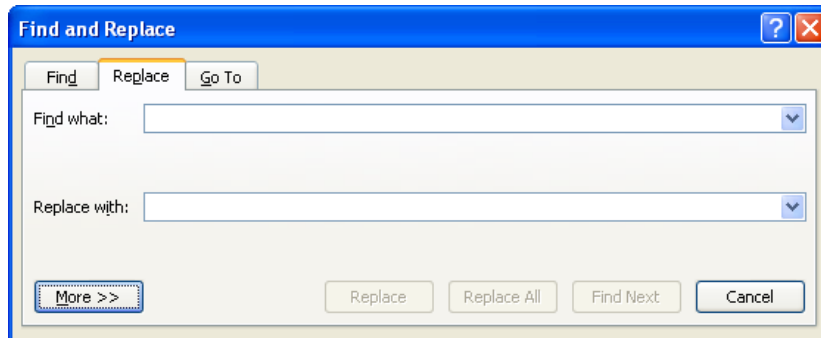 Find and Replace
Find Replace Go To
Find what:
Replace with:
More >> Replace Replace All Find Next Cancel